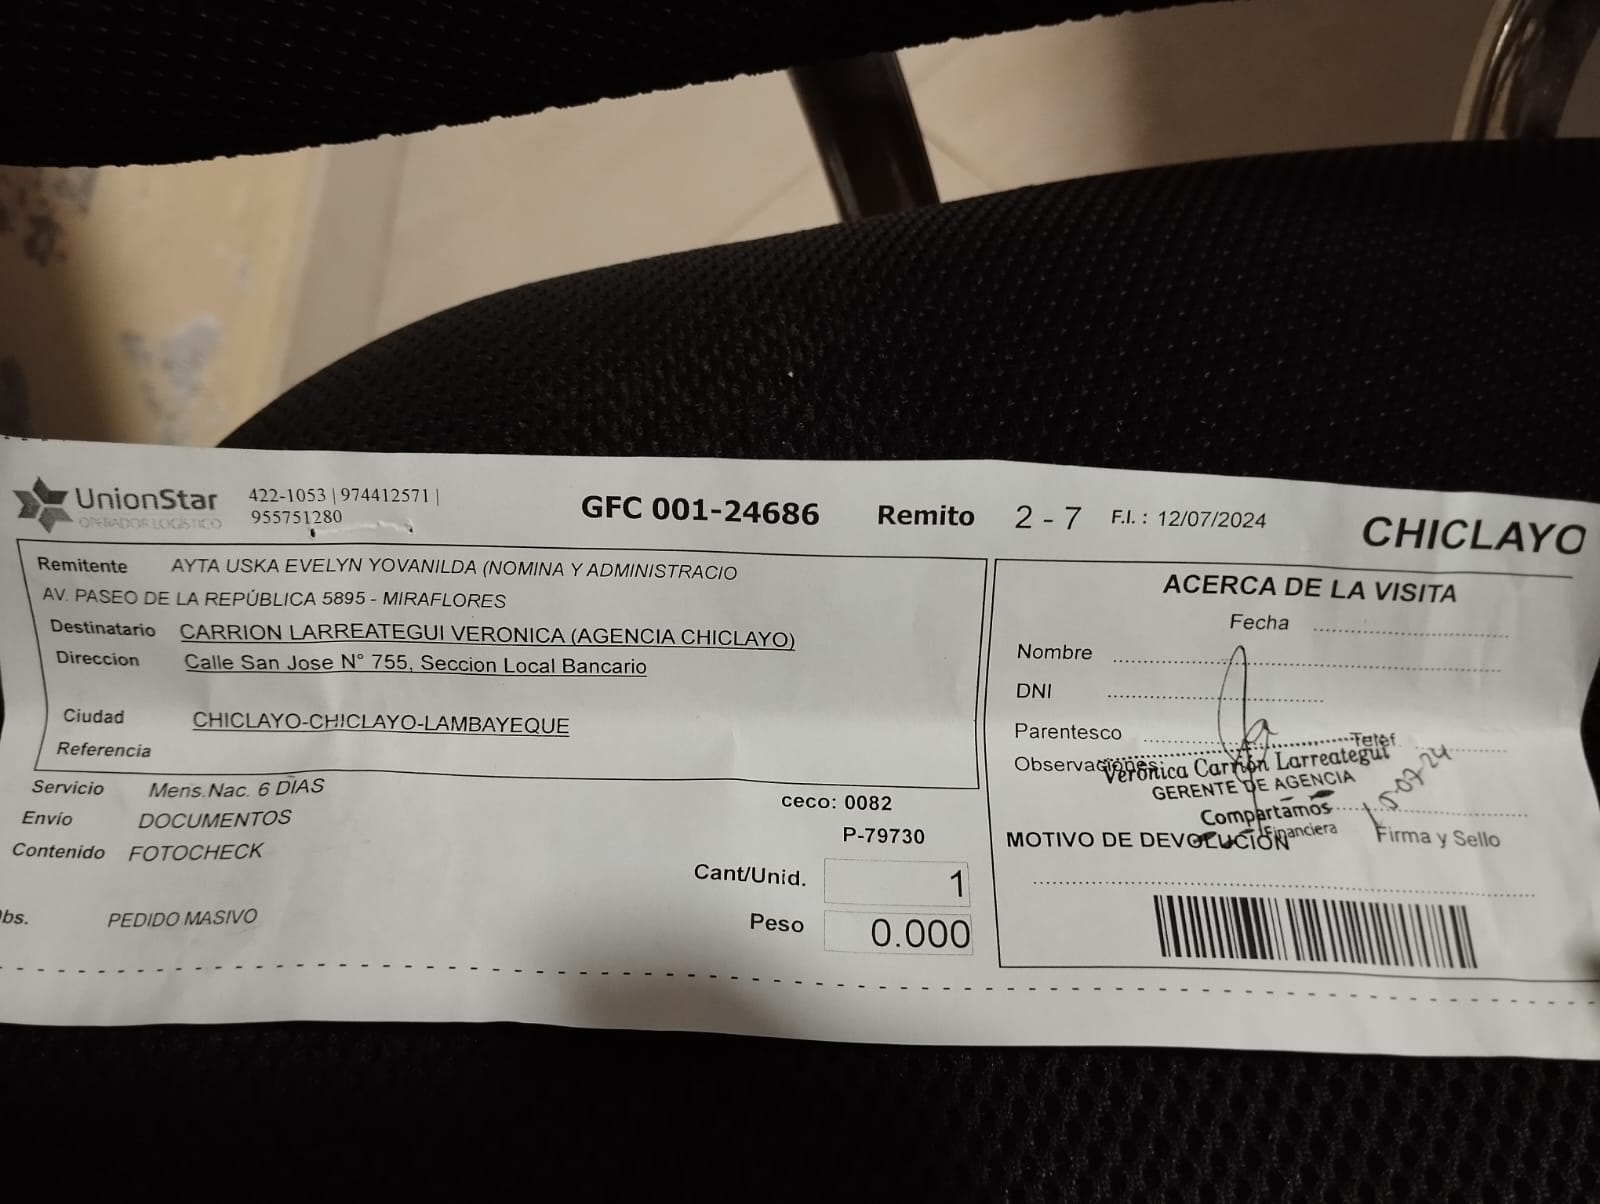 UnionStar
OPERADOR LOGÍSTICO
422-1053 | 974412571 |
955751280
GFC 001-24686
Remito 2 - 7
F.I. : 12/07/2024
CHICLAYO
Remitente AYTA USKA EVELYN YOVANILDA (NOMINA Y ADMINISTRACIO
AV. PASEO DE LA REPÚBLICA 5895 - MIRAFLORES
Destinatario CARRION LARREATEGUI VERONICA (AGENCIA CHICLAYO)
Direccion Calle San Jose N° 755, Seccion Local Bancario
Ciudad CHICLAYO-CHICLAYO-LAMBAYEQUE
Referencia
Servicio Mens.Nac. 6 DIAS
Envío DOCUMENTOS
Contenido FOTOCHECK
bs. PEDIDO MASIVO
ceco: 0082
P-79730
Cant/Unid. 1
Peso 0.000
ACERCA DE LA VISITA
Fecha
Nombre
DNI
Parentesco
Telef.
Observaciones:
Verónica Carrión Larreategui
GERENTE DE AGENCIA
Compartamos
Financiera
MOTIVO DE DEVOLUCIÓN
Firma y Sello